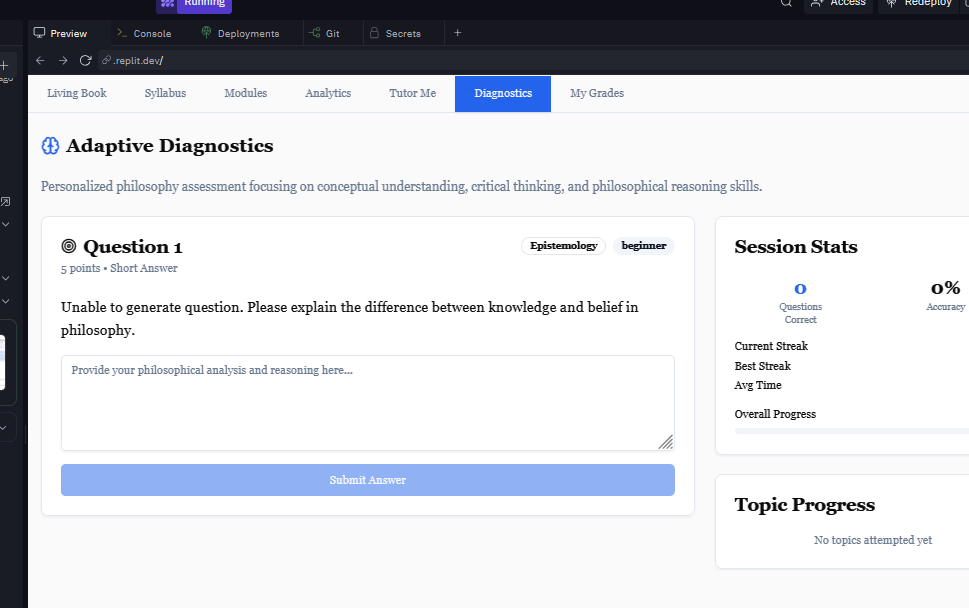 Running
Access
Redeploy
Preview
Console
Deployments
Git
Secrets
.replit.dev/
Living Book
Syllabus
Modules
Analytics
Tutor Me
Diagnostics
My Grades
Adaptive Diagnostics
Personalized philosophy assessment focusing on conceptual understanding, critical thinking, and philosophical reasoning skills.
Question 1
Epistemology
beginner
5 points • Short Answer
Unable to generate question. Please explain the difference between knowledge and belief in
philosophy.
Provide your philosophical analysis and reasoning here...
Submit Answer
Session Stats
0
Questions
Correct
0%
Accuracy
Current Streak
Best Streak
Avg Time
Overall Progress
Topic Progress
No topics attempted yet